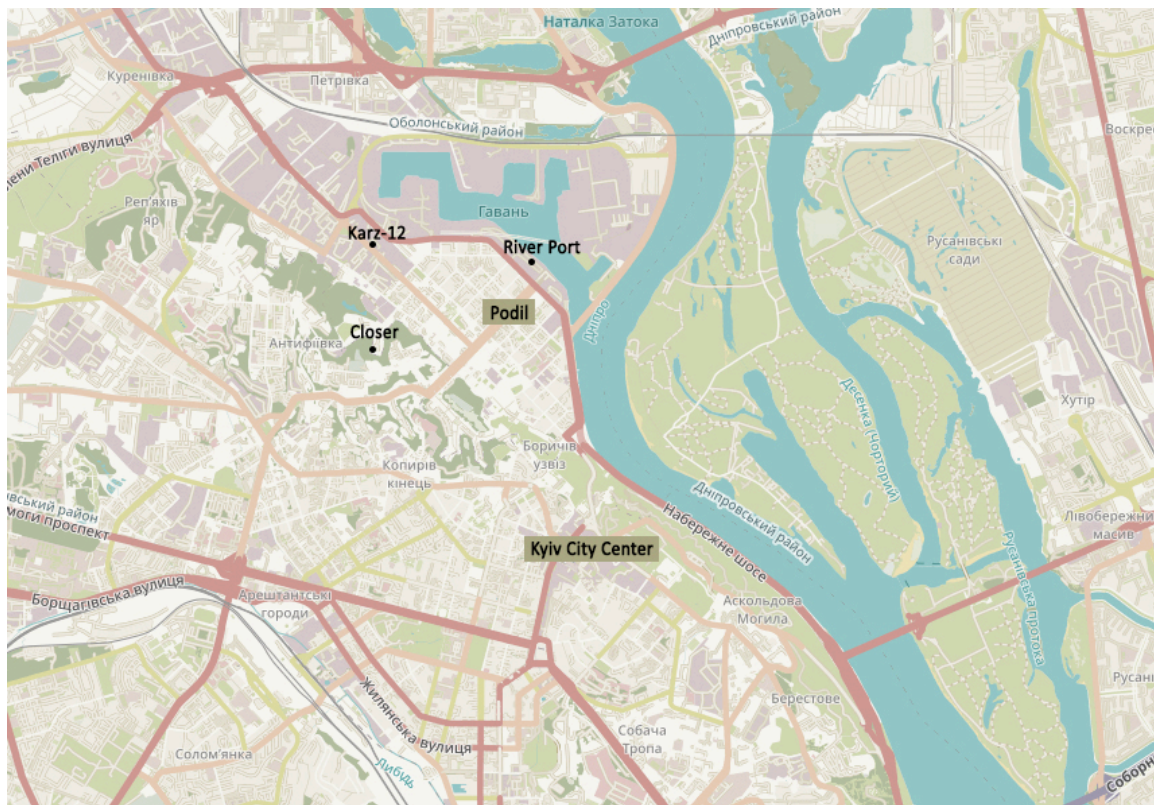 Наталка Затока
Дніпровський район
Куренівка
Петрівка
Оболонський район
лени Теліги вулиця
Воскрес
Реп'яхів
яр
Гавань
Karz-12
River Port
Русанівські
сади
Podil
Дніпро
Closer
Антифіївка
Десенка (Чорторий)
Хутір
Боричів
узвіз
Копирів
кінець
Дніпровський район
Набережне шосе
Лівобережний
масив
івський район
моги проспект
Kyiv City Center
Русанівська протока
Борщагівська вулиця
Арештантські
городи
Аскольдова
Могила
Русані
Берестове
Жилянська вулиця
Собача
Тропа
Солом'янка
Либідь
Соборн